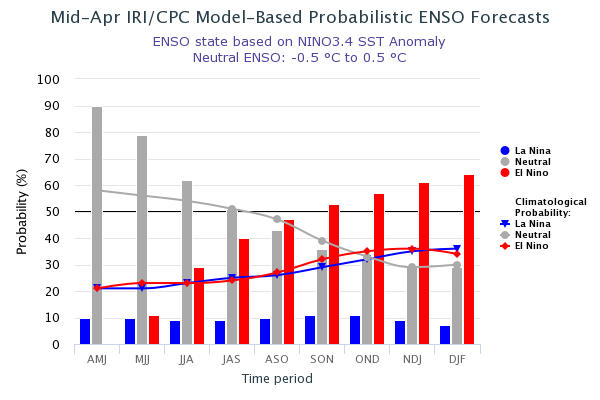 Mid-Apr IRI/CPC Model-Based Probabilistic ENSO Forecasts
ENSO state based on NINO3.4 SST Anomaly
Neutral ENSO: -0.5 ºC to 0.5 ºC
100
90
80
70
60
50
40
30
20
10
0
Probability (%)
AMJ MJJ JJA JAS ASO SON OND NDJ DJF
Time period
La Nina
Neutral
El Nino
Climatological
Probability:
La Nina
Neutral
El Nino